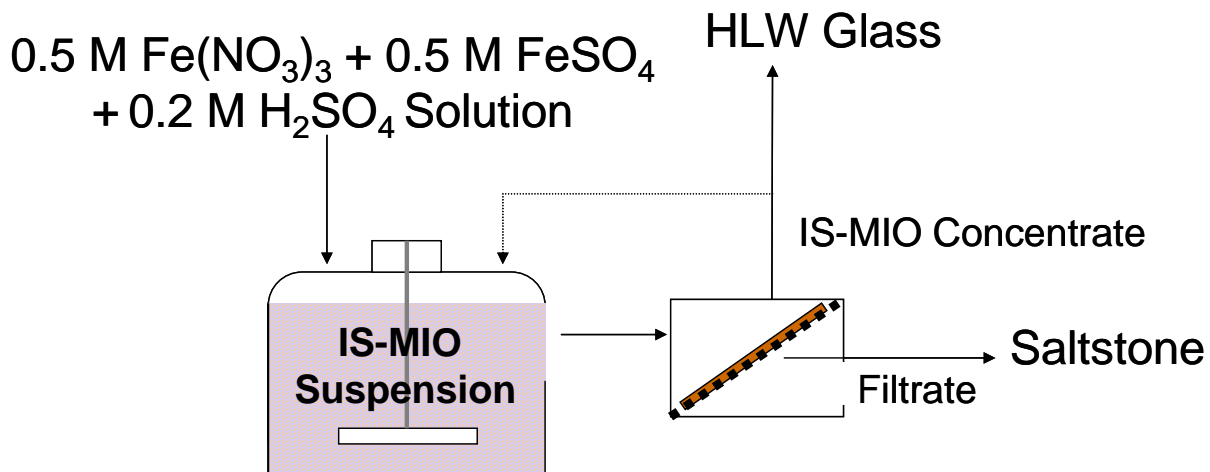 0.5 M Fe(NO₃)₃ + 0.5 M FeSO₄
+ 0.2 M H₂SO₄ Solution
HLW Glass
IS-MIO Concentrate
IS-MIO
Suspension
Saltstone
Filtrate